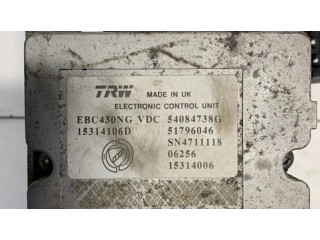 TRW MADE IN UK
ELECTRONIC CONTROL UNIT
EBC430NG VDC 54084738G
15314106D 51796046
SN4711118
06256
15314006